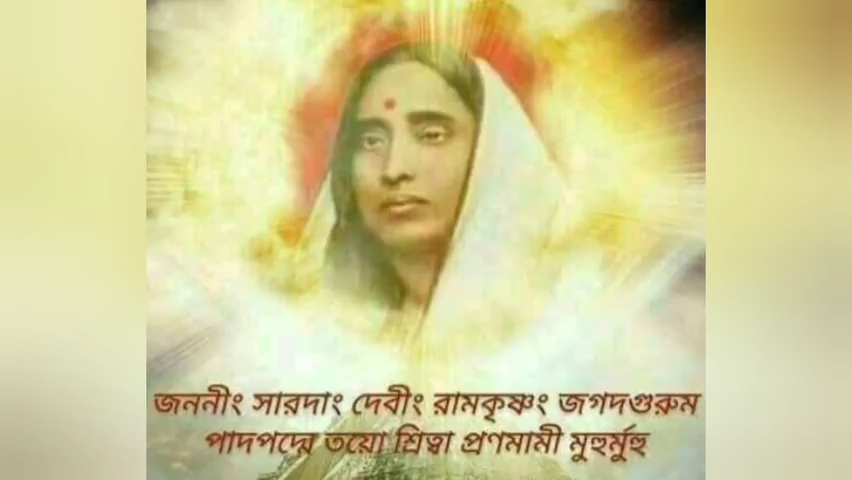 জননীং সারদাং দেবীং রামকৃষ্ণং জগদগুরুম
পাদপদ্মে তয়ো শ্রিত্বা প্রণমামী মুহুর্মুহু